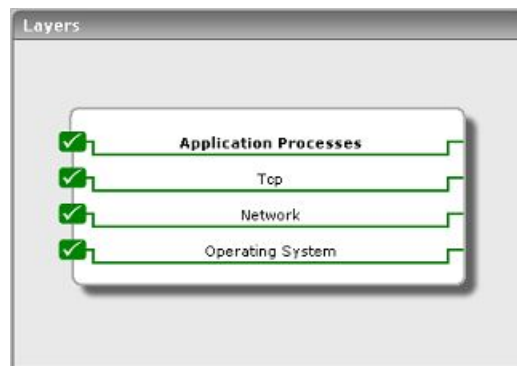 Layers
Application Processes
Tcp
Network
Operating System